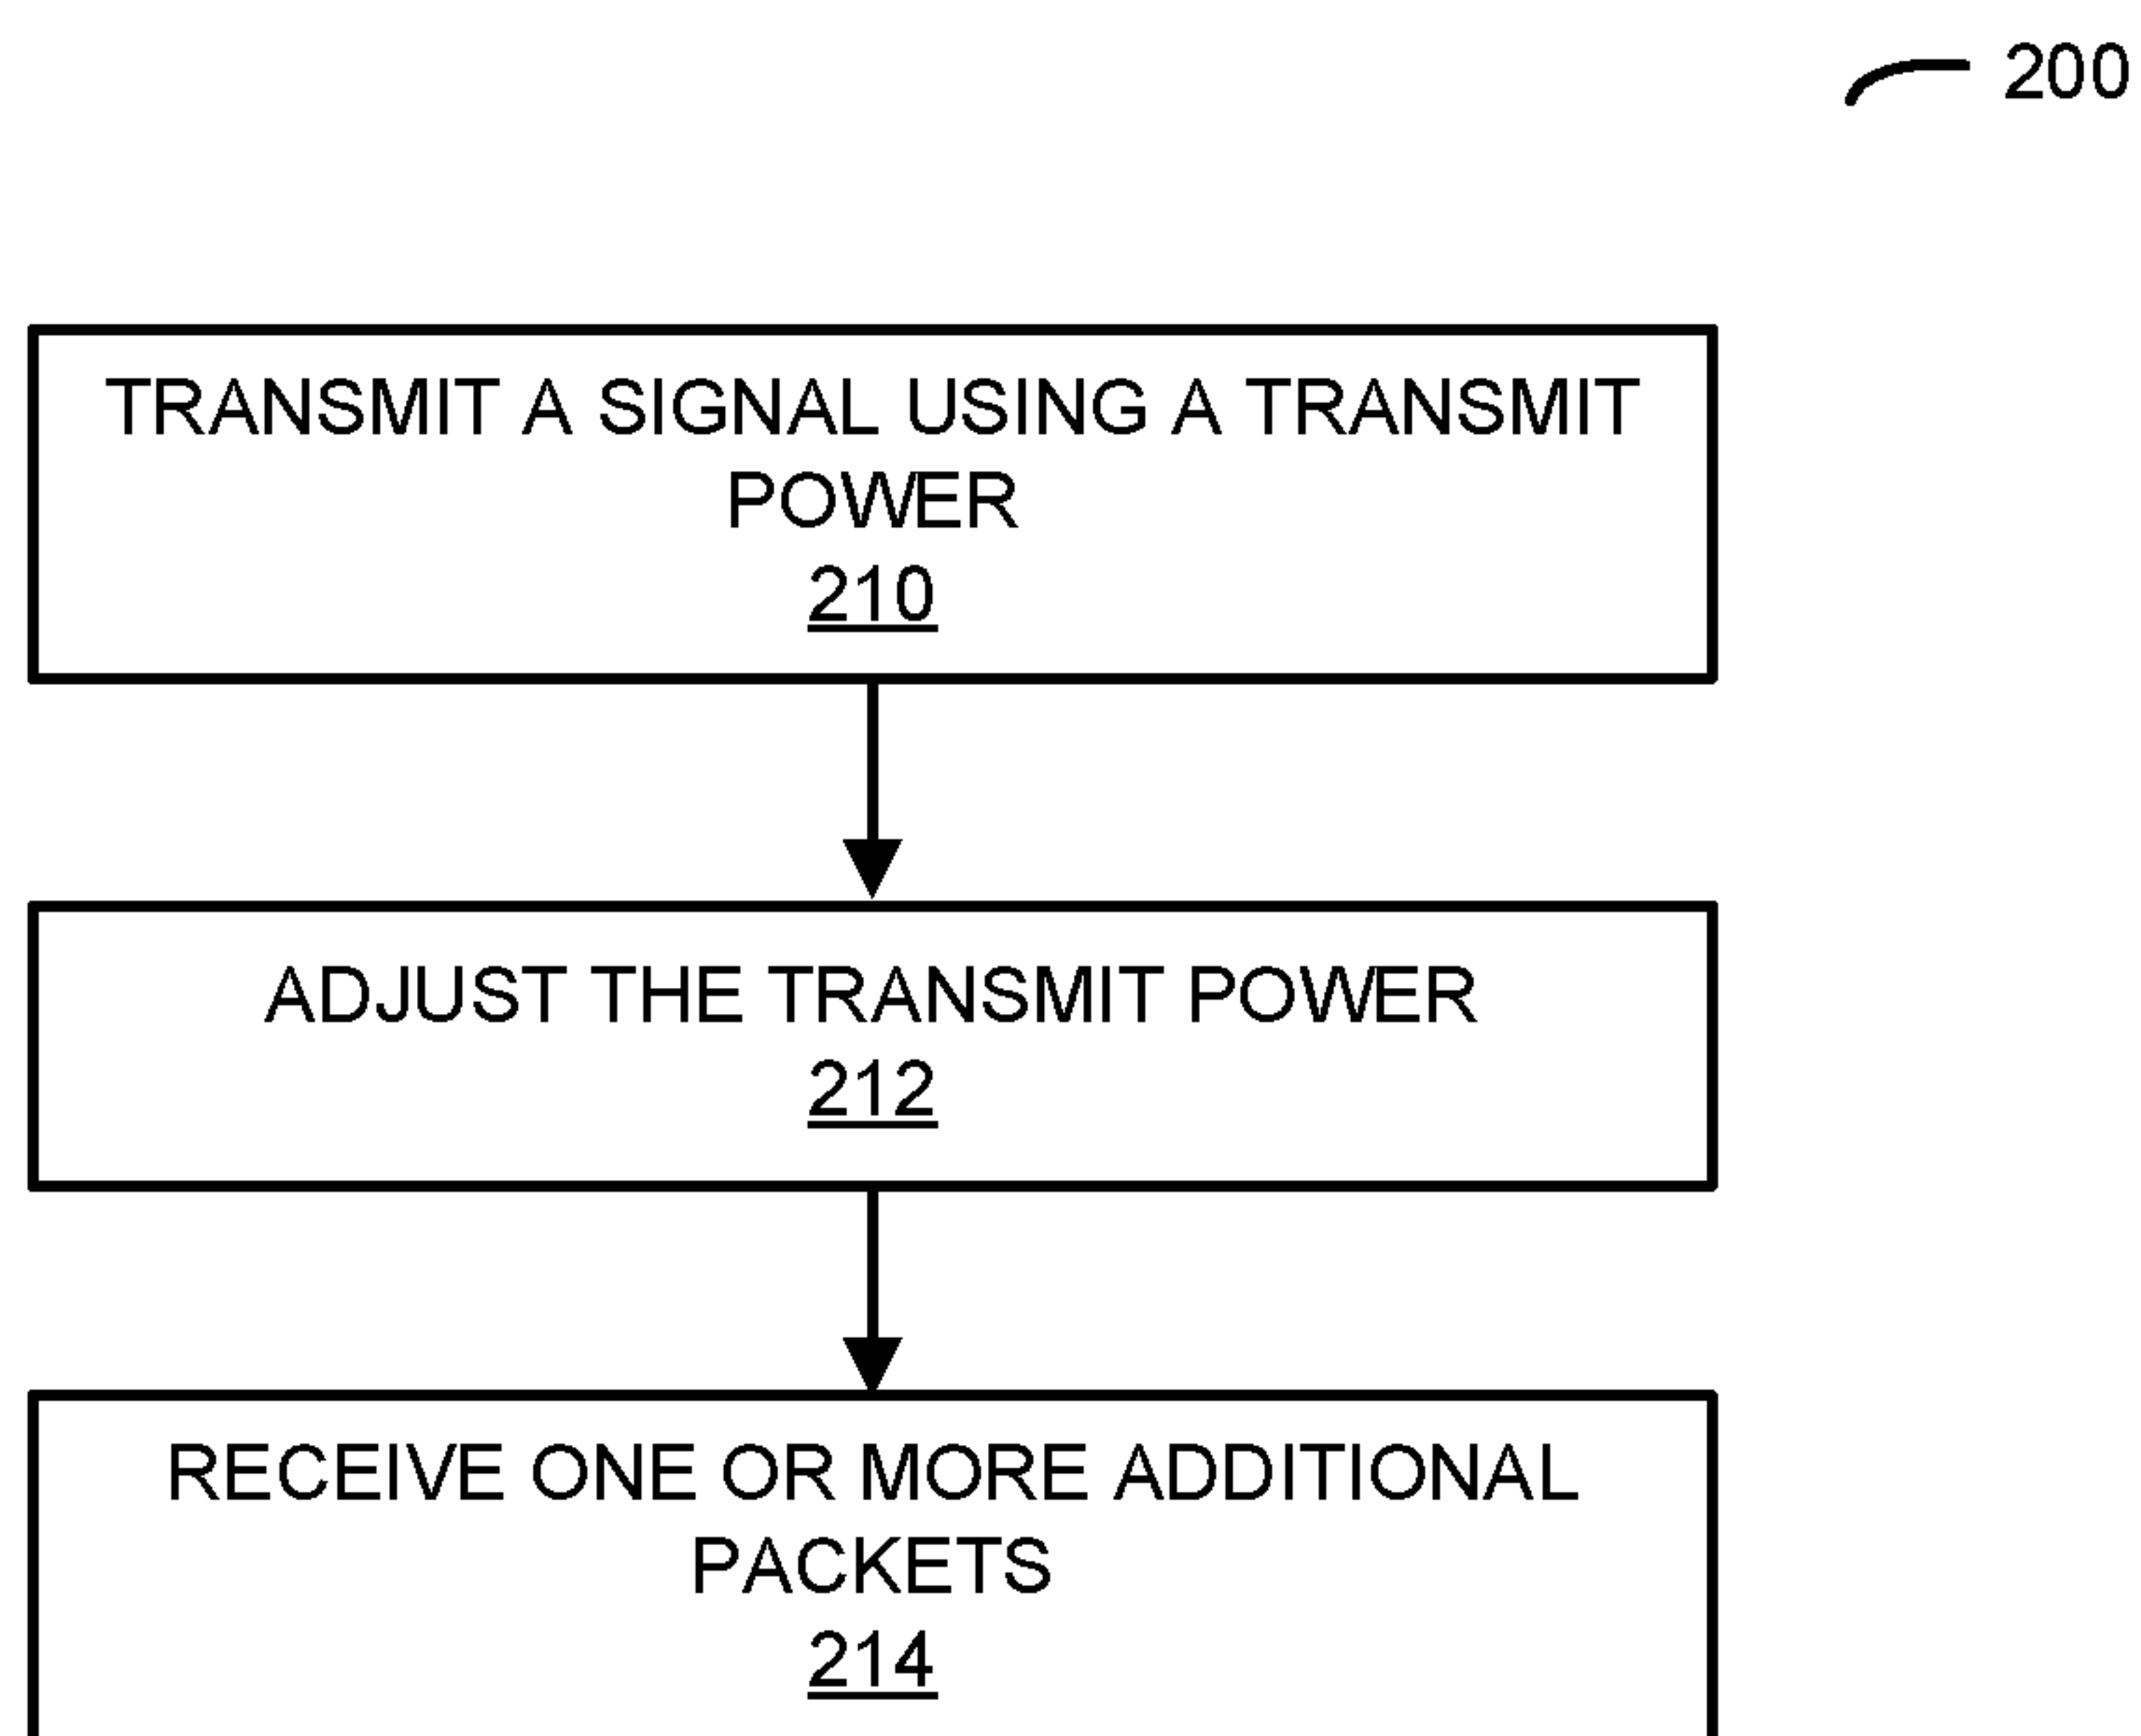 200
TRANSMIT A SIGNAL USING A TRANSMIT
POWER
210
ADJUST THE TRANSMIT POWER
212
RECEIVE ONE OR MORE ADDITIONAL
PACKETS
214